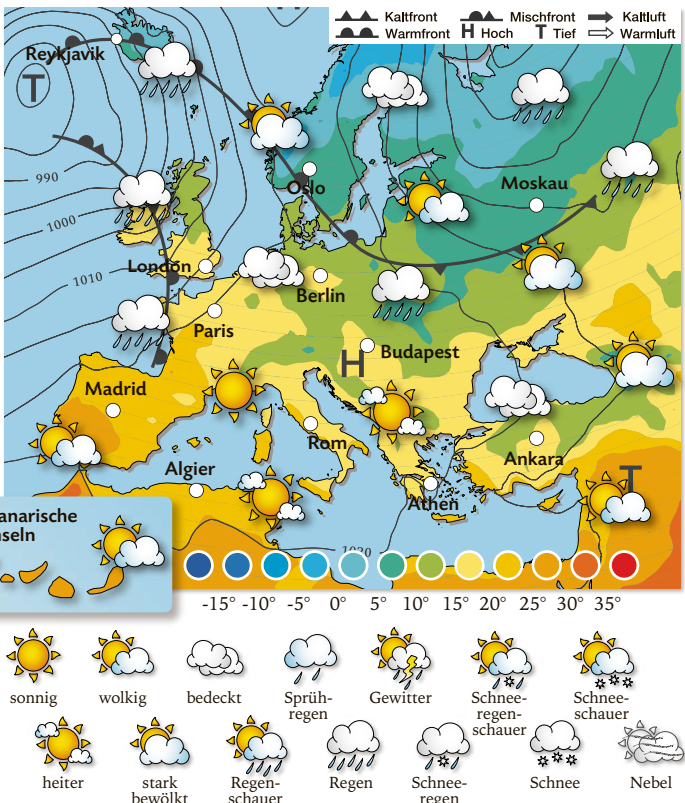 Kaltfront Mischfront Kaltluft
Warmfront H Hoch T Tief Warmluft
Reykjavik
T
Oslo
Moskau
990
1000
London
1010
Berlin
Paris
Budapest
H
Madrid
Rom
Ankara
Algier
T
Athen
anarische
seln
1020
-15° -10° -5° 0° 5° 10° 15° 20° 25° 30° 35°
sonnig wolkig bedeckt Sprüh- Gewitter Schnee- Schnee-
regen regen- schauer
schauer
heiter stark Regen- Regen Schnee- Schnee Nebel
bewölkt schauer regen